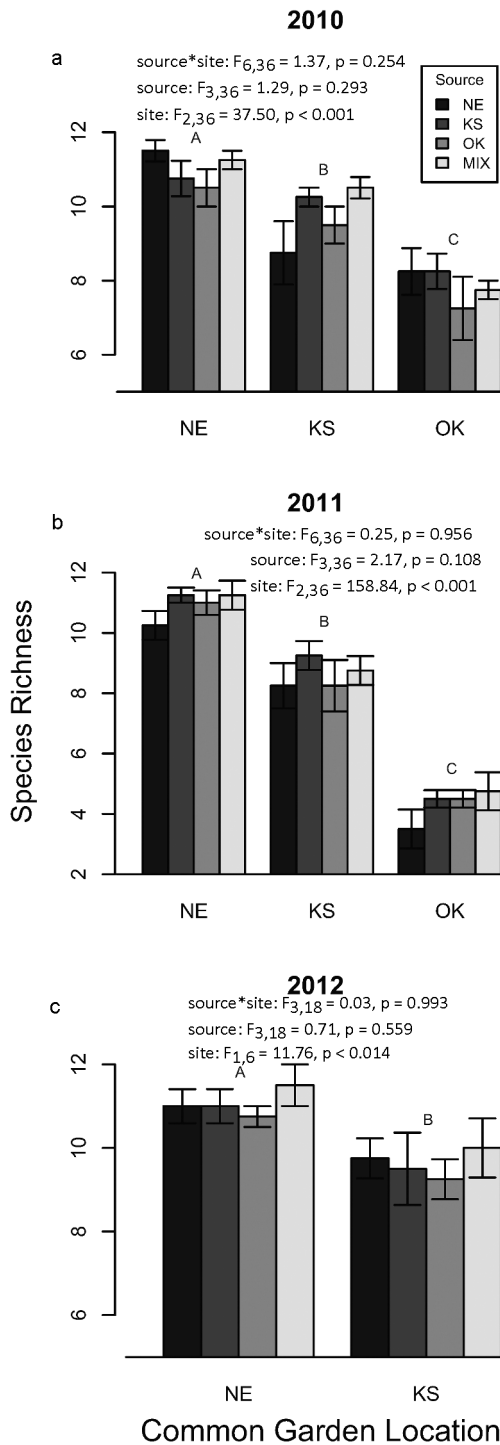 2010
a
source*site: F6,36 = 1.37, p = 0.254
source: F3,36 = 1.29, p = 0.293
site: F2,36 = 37.50, p < 0.001
Source
NE
KS
OK
MIX
12
10
8
6
A
B
C
NE KS OK
2011
b
source*site: F6,36 = 0.25, p = 0.956
source: F3,36 = 2.17, p = 0.108
site: F2,36 = 158.84, p < 0.001
Species Richness
12
10
8
6
4
2
A
B
C
NE KS OK
2012
c
source*site: F3,18 = 0.03, p = 0.993
source: F3,18 = 0.71, p = 0.559
site: F1,6 = 11.76, p < 0.014
12
10
8
6
A
B
NE KS
Common Garden Location